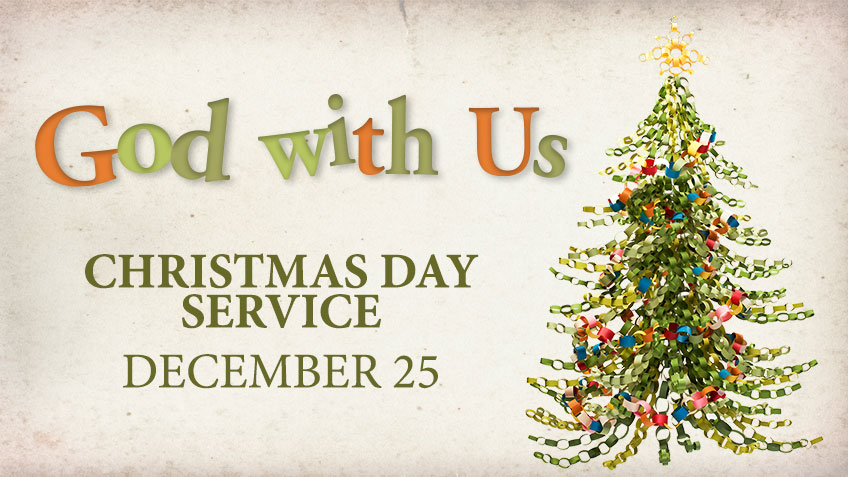 God with Us
CHRISTMAS DAY
SERVICE
DECEMBER 25